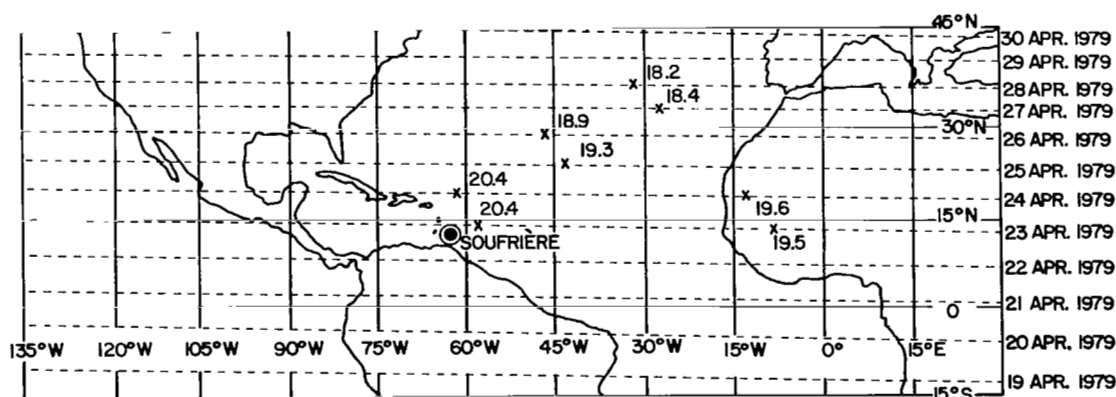 45°N
30 APR. 1979
29 APR. 1979
18.2
28 APR. 1979
18.4
27 APR. 1979
18.9
30°N
26 APR. 1979
19.3
25 APR. 1979
20.4
24 APR. 1979
19.6
20.4
15°N
23 APR. 1979
SOUFRIÈRE
19.5
22 APR. 1979
0
21 APR. 1979
135°W 120°W 105°W 90°W 75°W 60°W 45°W 30°W 15°W 0° 15°E
20 APR. 1979
19 APR. 1979
15°S